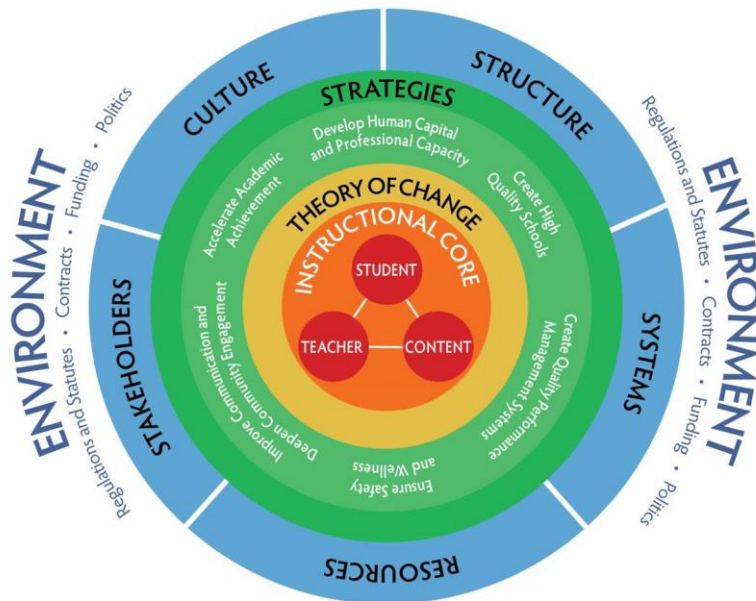 CULTURE
STRUCTURE
SYSTEMS
RESOURCES
STAKEHOLDERS
STRATEGIES
Develop Human Capital
and Professional Capacity
Create High
Quality Schools
Create Quality Performance
Management Systems
Ensure Safety
and Wellness
Improve Communication and
Deepen Community Engagement
Accelerate Academic
Achievement
THEORY OF CHANGE
INSTRUCTIONAL CORE
STUDENT
TEACHER
CONTENT
ENVIRONMENT
Regulations and Statutes • Contracts • Funding • Politics
ENVIRONMENT
Regulations and Statutes • Contracts • Funding • Politics